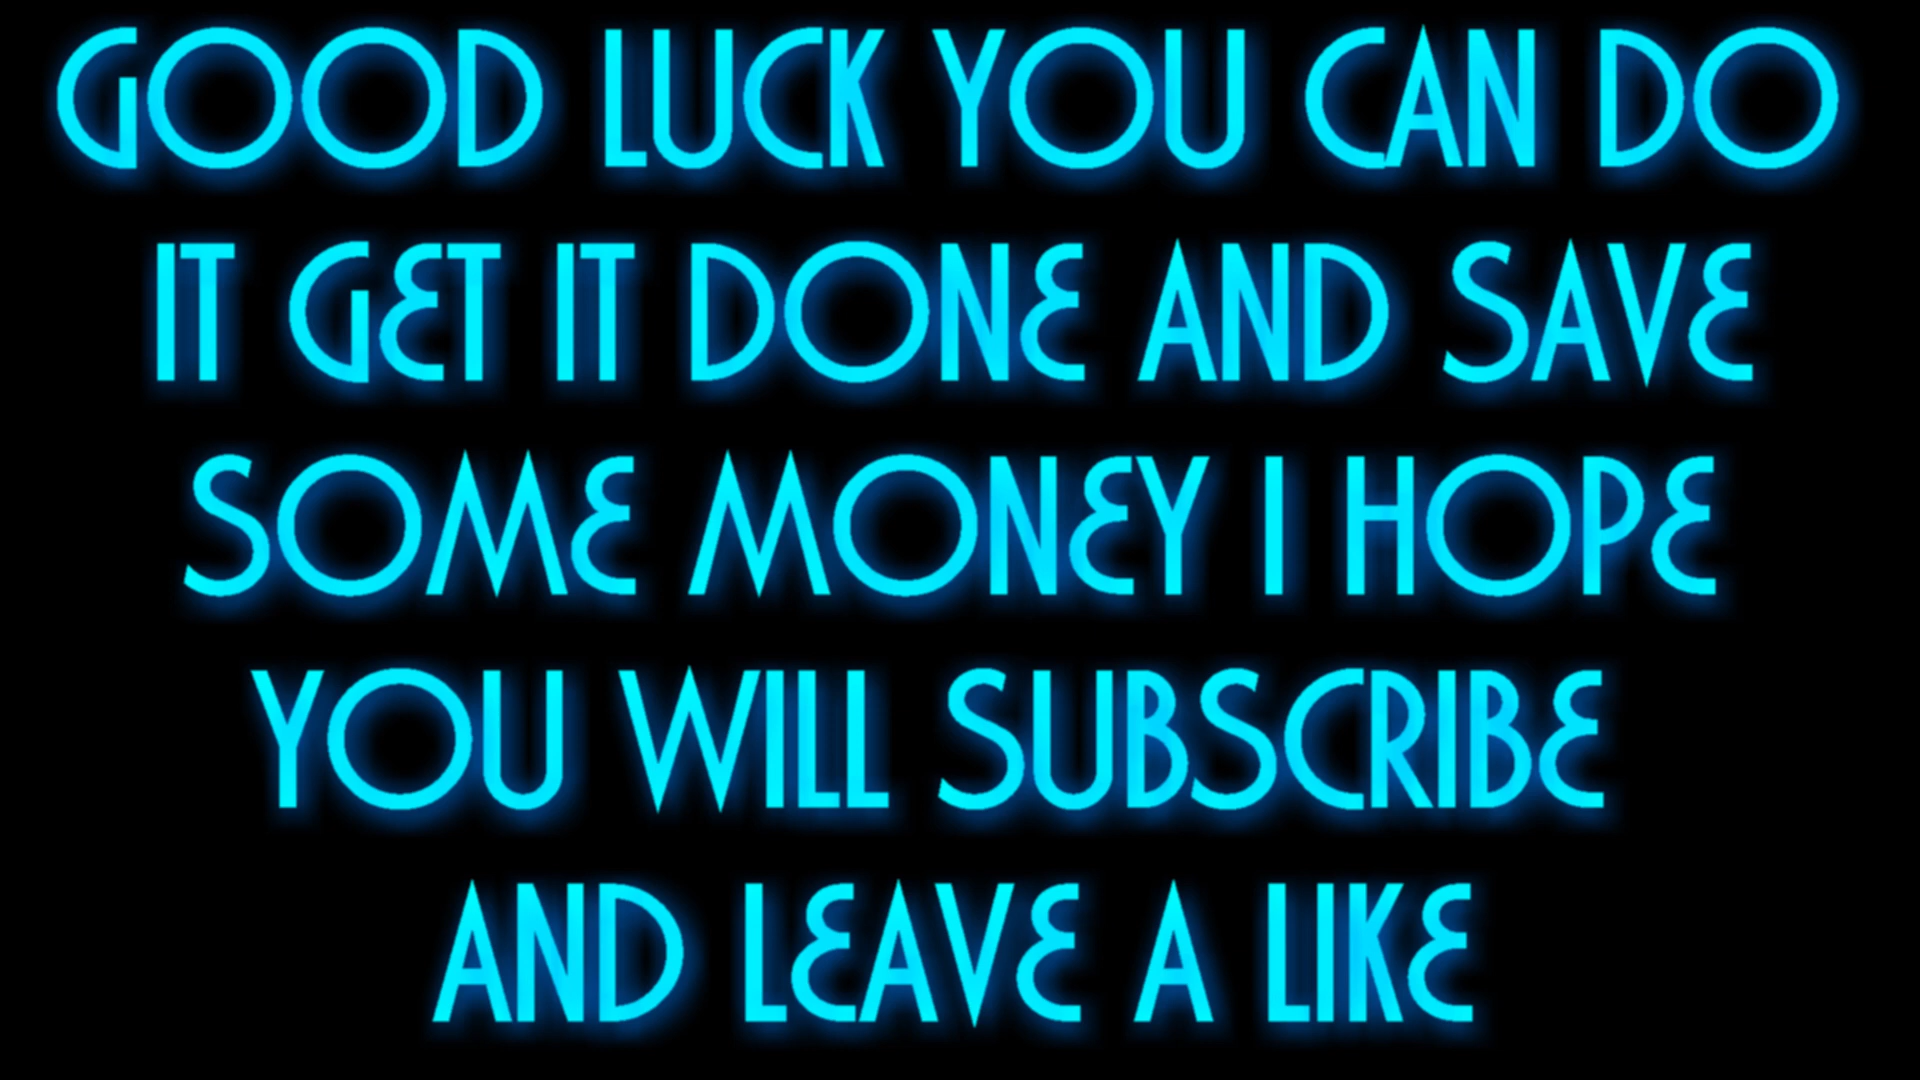 GOOD LUCK YOU CAN DO
IT GET IT DONE AND SAVE
SOME MONEY I HOPE
YOU WILL SUBSCRIBE
AND LEAVE A LIKE